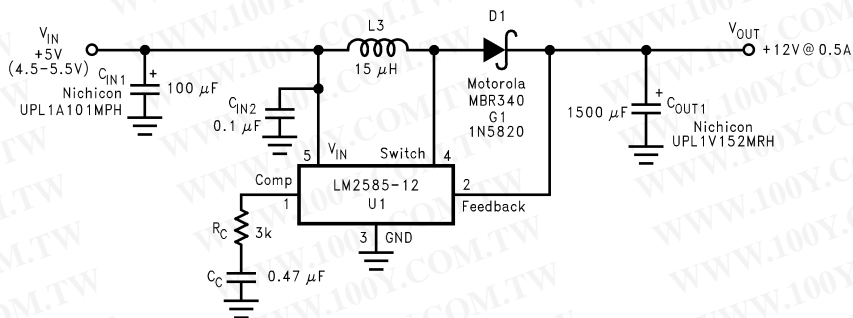 VIN
+5V
(4.5-5.5V)
CIN1
+
100 μF
Nichicon
UPL1A101MPH
CIN2
0.1 μF
L3
15 μH
D1
Motorola
MBR340
G1
1N5820
VOUT
+12V@0.5A
+
COUT1
1500 μF
Nichicon
UPL1V152MRH
5
VIN
Switch
4
Comp
1
LM2585-12
U1
2
Feedback
3
GND
RC
3k
CC
0.47 μF
WWW.100Y.COM.TW